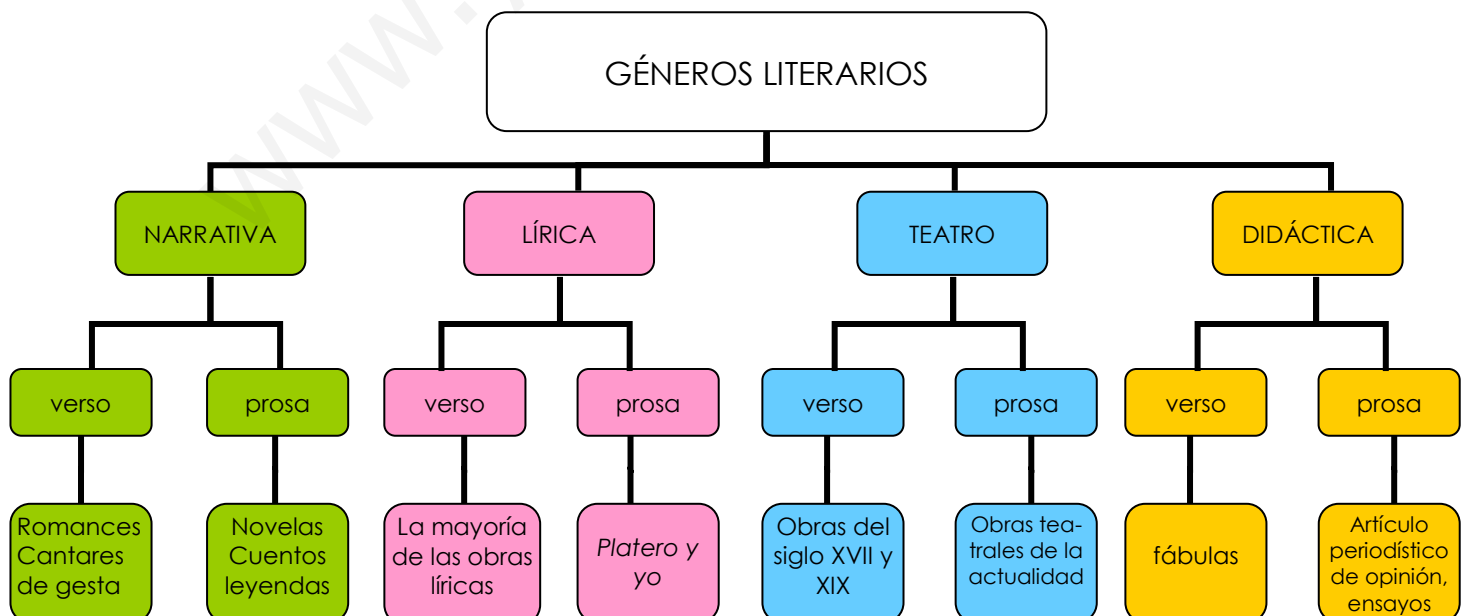 www.
GÉNEROS LITERARIOS
NARRATIVA
LÍRICA
TEATRO
DIDÁCTICA
verso
prosa
verso
prosa
verso
prosa
verso
prosa
Romances
Cantares
de gesta
Novelas
Cuentos
leyendas
La mayoría
de las obras
líricas
Platero y
yo
Obras del
siglo XVII y
XIX
Obras tea-
trales de la
actualidad
fábulas
Artículo
periodístico
de opinión,
ensayos